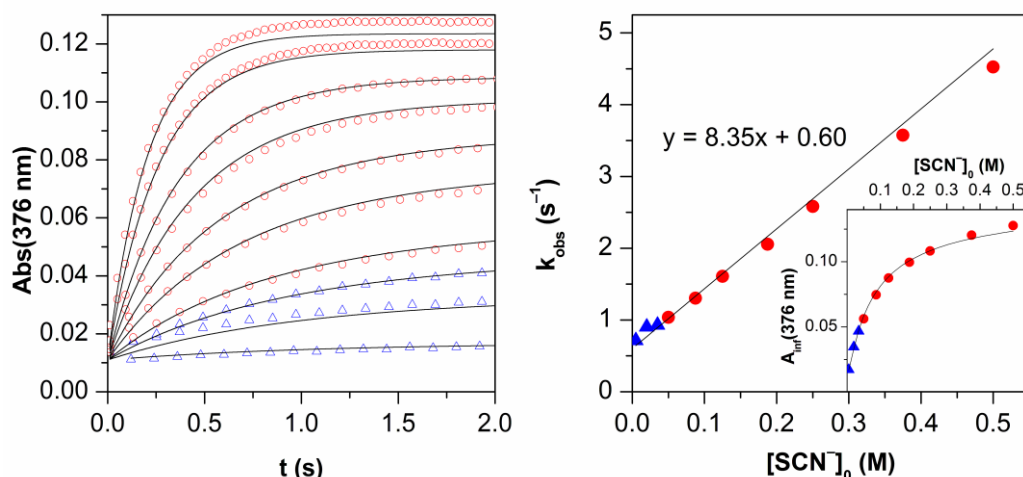 Abs(376 nm)
0.12
0.10
0.08
0.06
0.04
0.02
0.00
0.0 0.5 1.0 1.5 2.0
t (s)
k_obs (s⁻¹)
5
4
3
2
1
0
y = 8.35x + 0.60
[SCN⁻]₀ (M)
0.1 0.2 0.3 0.4 0.5
A_inf(376 nm)
0.10
0.05
0.0 0.1 0.2 0.3 0.4 0.5
[SCN⁻]₀ (M)